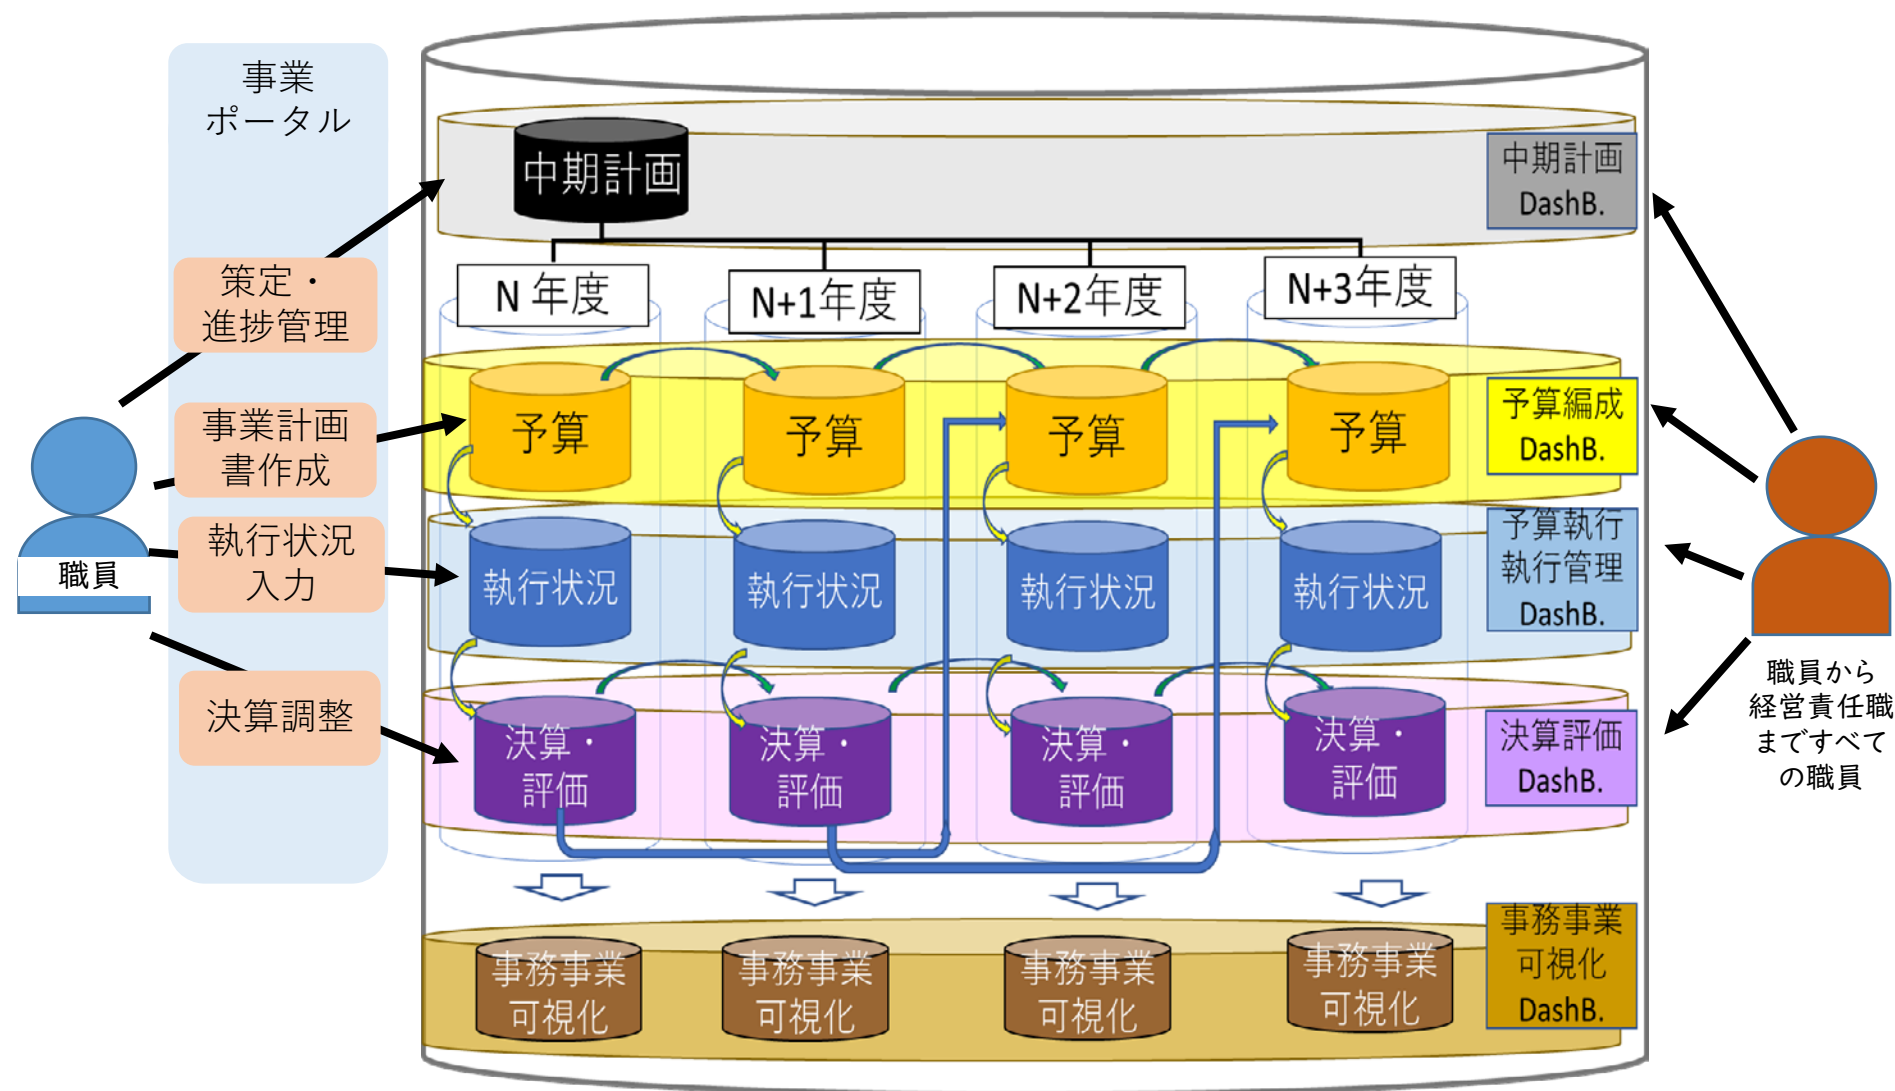 事業
ポータル
策定・
進捗管理
事業計画
書作成
執行状況
入力
決算調整
職員
中期計画
中期計画
DashB.
N 年度
N+1年度
N+2年度
N+3年度
予算
予算
予算
予算
予算編成
DashB.
執行状況
執行状況
執行状況
執行状況
予算執行
執行管理
DashB.
決算・
評価
決算・
評価
決算・
評価
決算・
評価
決算評価
DashB.
事務事業
可視化
事務事業
可視化
事務事業
可視化
事務事業
可視化
事務事業
可視化
DashB.
職員から
経営責任職
まですべて
の職員